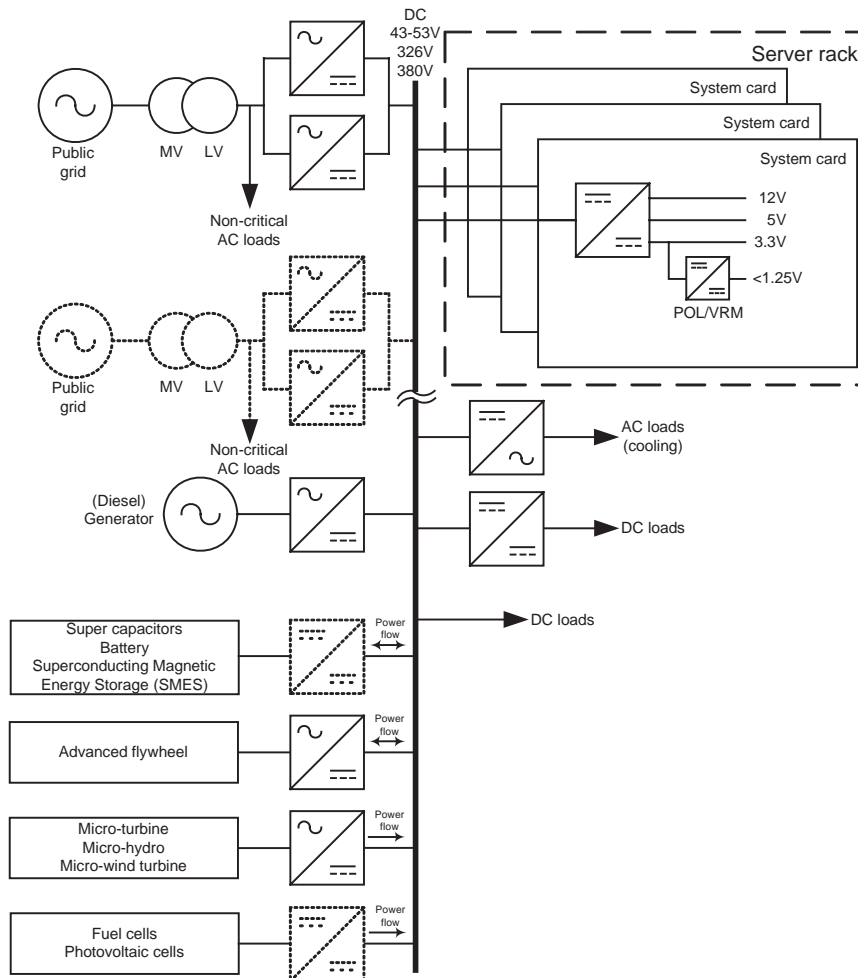 DC
43-53V
326V
380V
Server rack
System card
System card
System card
12V
5V
3.3V
<1.25V
POL/VRM
Public
grid
MV
LV
Non-critical
AC loads
Public
grid
MV
LV
Non-critical
AC loads
AC loads
(cooling)
(Diesel)
Generator
DC loads
DC loads
Super capacitors
Battery
Superconducting Magnetic
Energy Storage (SMES)
Power
flow
Advanced flywheel
Power
flow
Micro-turbine
Micro-hydro
Micro-wind turbine
Power
flow
Fuel cells
Photovoltaic cells
Power
flow